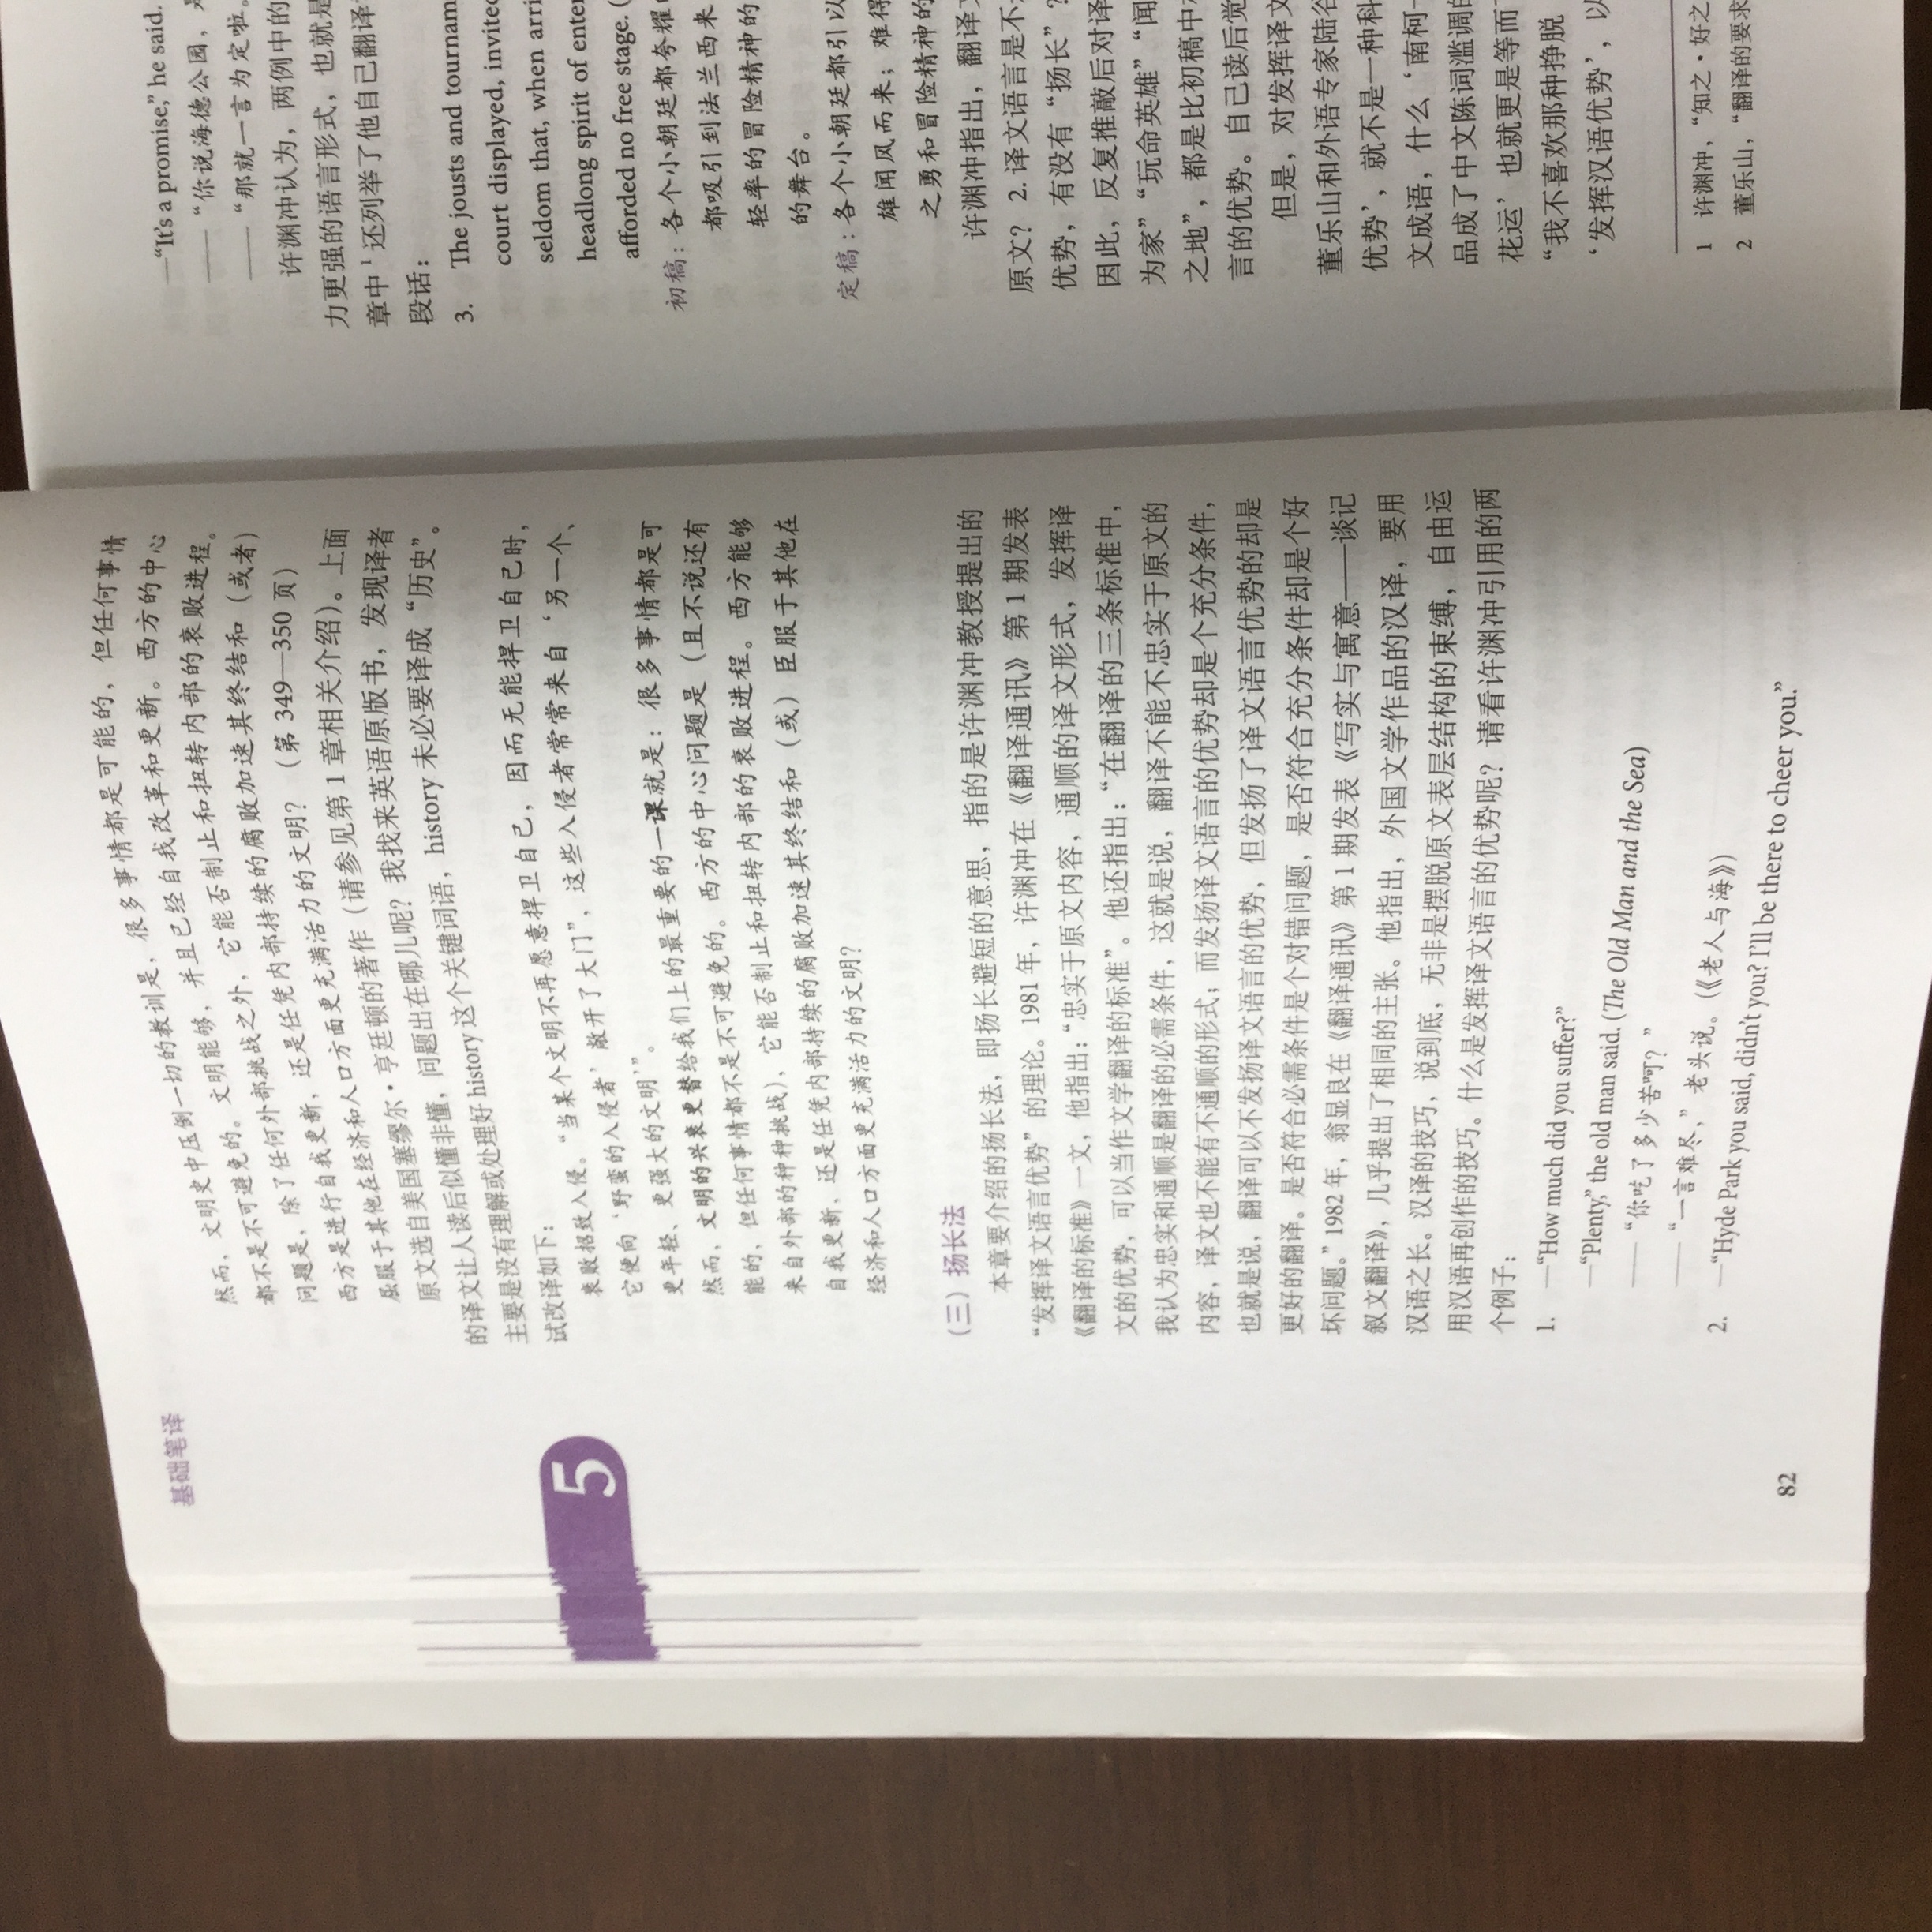 基础笔译
5
然而，文明史中压倒一切的教训是，很多事情都是可能的，但任何事情
都不是不可避免的。文明能够，并且已经自我改革和更新。西方的中心
问题是，除了任何外部挑战之外，它能否制止和扭转内部的衰败进程。
西方是进行自我更新，还是任凭内部持续的腐败加速其终结和（或者）
屈服于其他在经济和人口方面更充满活力的文明？（第 349—350 页）
原文选自美国塞缪尔·亨廷顿的著作（请参见第 1 章相关介绍）。上面
的译文让人读后似懂非懂，问题出在哪儿呢？我找来英语原版书，发现译者
主要是没有理解或处理好 history 这个关键词语，history 未必要译成“历史”。
试改译如下：
衰败招致入侵。“当某个文明不再愿意捍卫自己，因而无能捍卫自己时，
它便向‘野蛮的入侵者’敞开了大门”，这些入侵者常常来自‘另一个、
更年轻、更强大的文明’”。
然而，文明的兴衰更替给我们上的最重要的一课就是：很多事情都是可
能的，但任何事情都不是不可避免的。西方的中心问题是（且不说还有
来自外部的种种挑战），它能否制止和扭转内部的衰败进程。西方能够
自我更新，还是任凭内部持续的腐败加速其终结和（或）臣服于其他在
经济和人口方面更充满活力的文明？
（三）扬长法
本章要介绍的扬长法，即扬长避短的意思，指的是许渊冲教授提出的
“发挥译文语言优势”的理论。1981 年，许渊冲在《翻译通讯》第 1 期发表
《翻译的标准》一文，他指出：“忠实于原文内容，通顺的译文形式，发挥译
文的优势，可以当作文学翻译的标准”。他还指出：“在翻译的三条标准中，
我认为忠实和通顺是翻译的必需条件，这就是说，翻译不能不忠实于原文的
内容，译文也不能有不通顺的形式；而发扬译文语言的优势却是个充分条件，
也就是说，翻译可以不发扬译文语言的优势，但发扬了译文语言优势的却是
更好的翻译。是否符合必需条件是个对错问题，是否符合充分条件却是个好
坏问题。”1982 年，翁显良在《翻译通讯》第 1 期发表《写实与寓意——谈记
叙文翻译》，几乎提出了相同的主张。他指出，外国文学作品的汉译，要用
汉语之长。汉译的技巧，说到底，无非是摆脱原文表层结构的束缚，自由运
用汉语再创作的技巧。什么是发挥译文语言的优势呢？请看许渊冲引用的两
个例子：
1. —“How much did you suffer?”
—“Plenty,” the old man said. (The Old Man and the Sea)
——“你吃了多少苦呵？”
——“一言难尽，”老头说。（《老人与海》）
2. —“Hyde Park you said, didn't you? I'll be there to cheer you.”
82
—“It's a promise,” he said.
——“你说海德公园，是
——“那就一言为定啦。
许渊冲认为，两例中的
力更强的语言形式，也就是
章中¹还列举了他自己翻译
段话：
3. The jousts and tournam
court displayed, invited
seldom that, when arri
headlong spirit of enter
afforded no free stage. (
初稿：各个小朝廷都夸耀
都吸引到法兰西来
轻率的冒险精神的
的舞台。
定稿：各个小朝廷都引以
雄闻风而来；难得
之勇和冒险精神的
许渊冲指出，翻译
原文？2. 译文语言是不
优势，有没有“扬长”？
因此，反复推敲后对译
为家”“玩命英雄”“闻
之地”，都是比初稿中
言的优势。自己读后觉
但是，对发挥译文
董乐山和外语专家陆谷
优势’，就不是一种科
文成语，什么‘南柯一
品成了中文陈词滥调的
花运’也就更是等而下
“我不喜欢那种挣脱
‘发挥汉语优势’，以
1 许渊冲，“知之·好之
2 董乐山，“翻译的要求